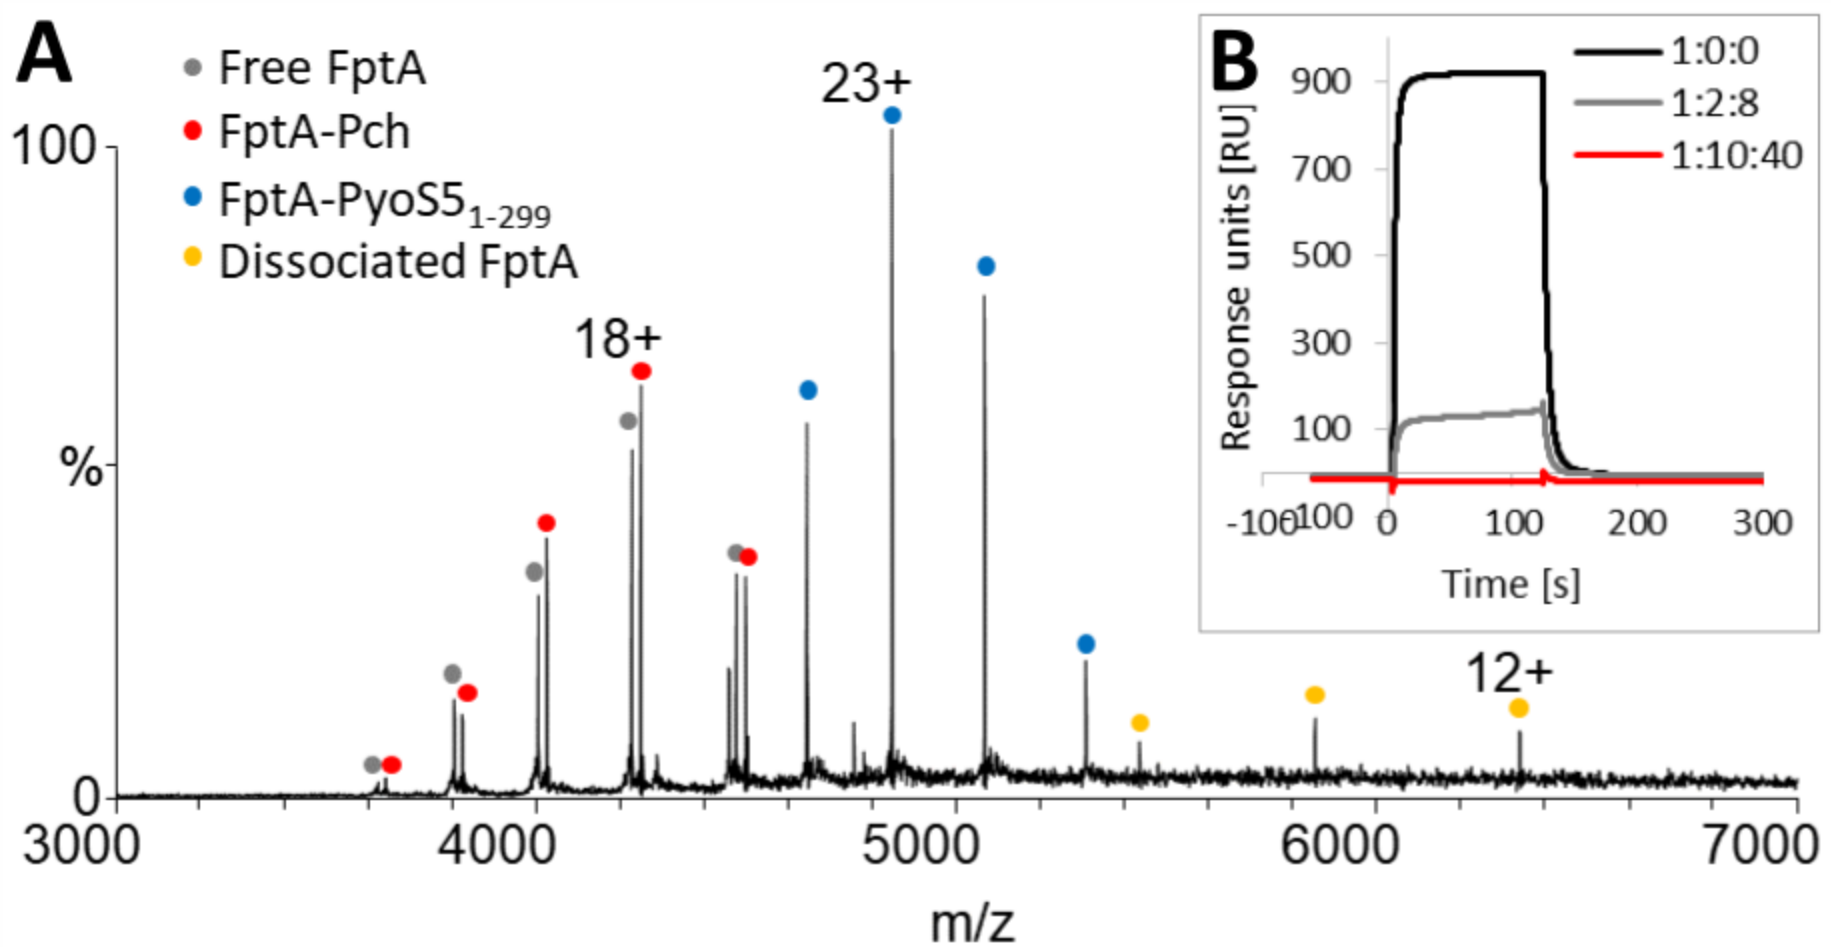 A
Free FptA
FptA-Pch
FptA-PyoS5₁₋₂₉₉
Dissociated FptA
100
%
0
18+
23+
12+
3000 4000 5000 6000 7000
m/z
B
1:0:0
1:2:8
1:10:40
Response units [RU]
900
700
500
300
100
-100
-100 0 100 200 300
Time [s]